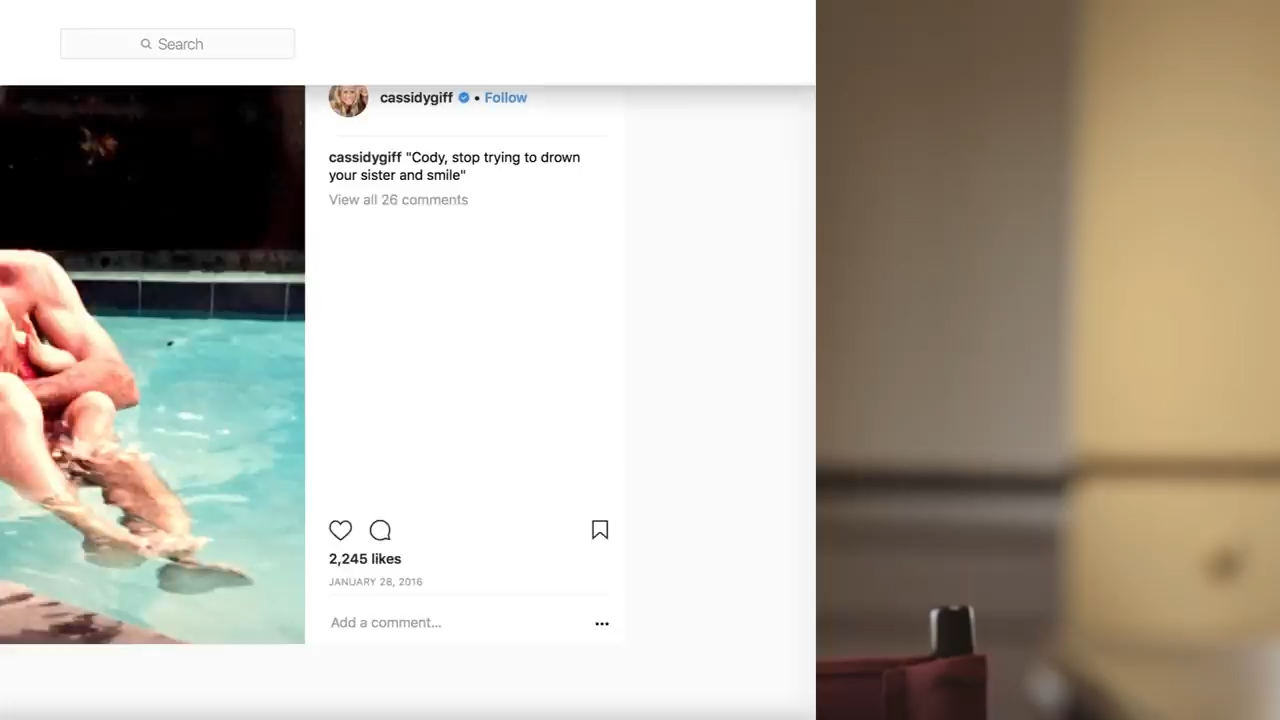 Search
cassidygiff • Follow
cassidygiff "Cody, stop trying to drown
your sister and smile"
View all 26 comments
2,245 likes
JANUARY 28, 2016
Add a comment...